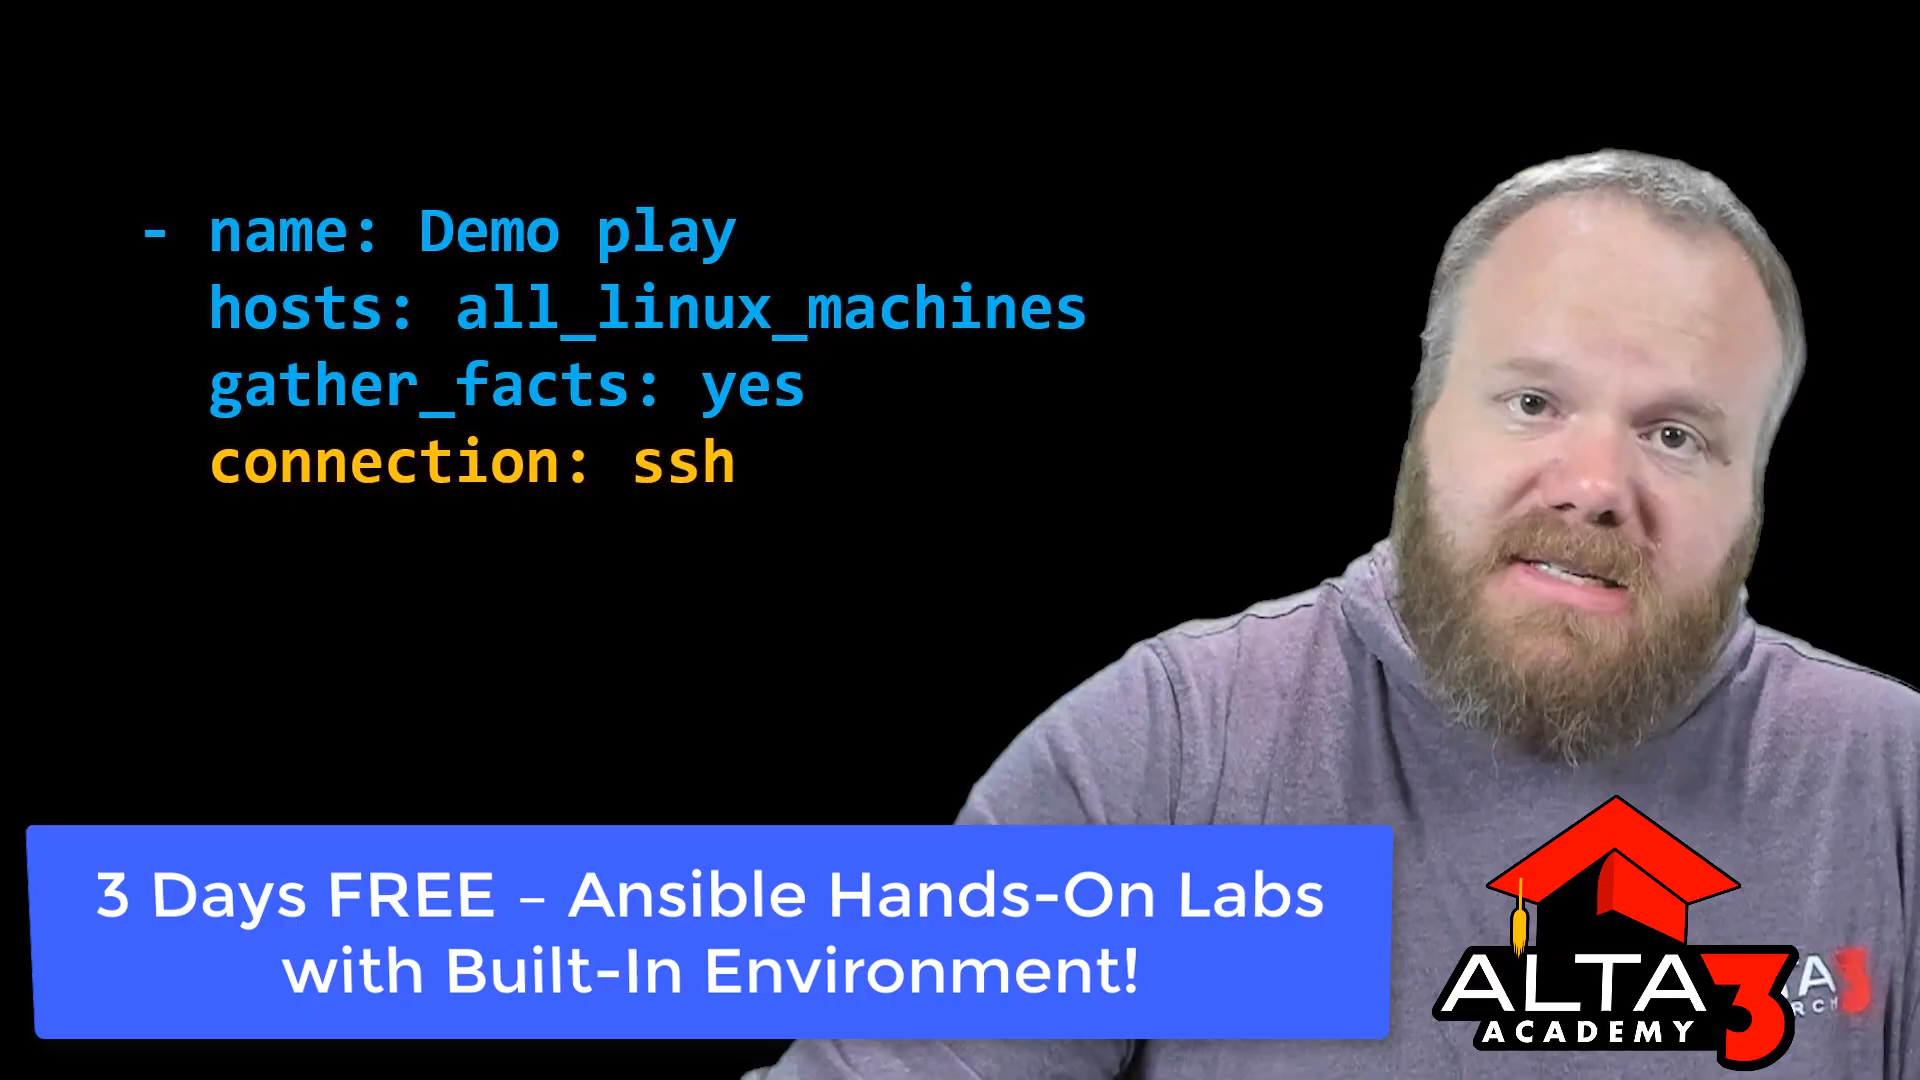 - name: Demo play
hosts: all_linux_machines
gather_facts: yes
connection: ssh
3 Days FREE – Ansible Hands-On Labs
with Built-In Environment!
ALTA3
ACADEMY